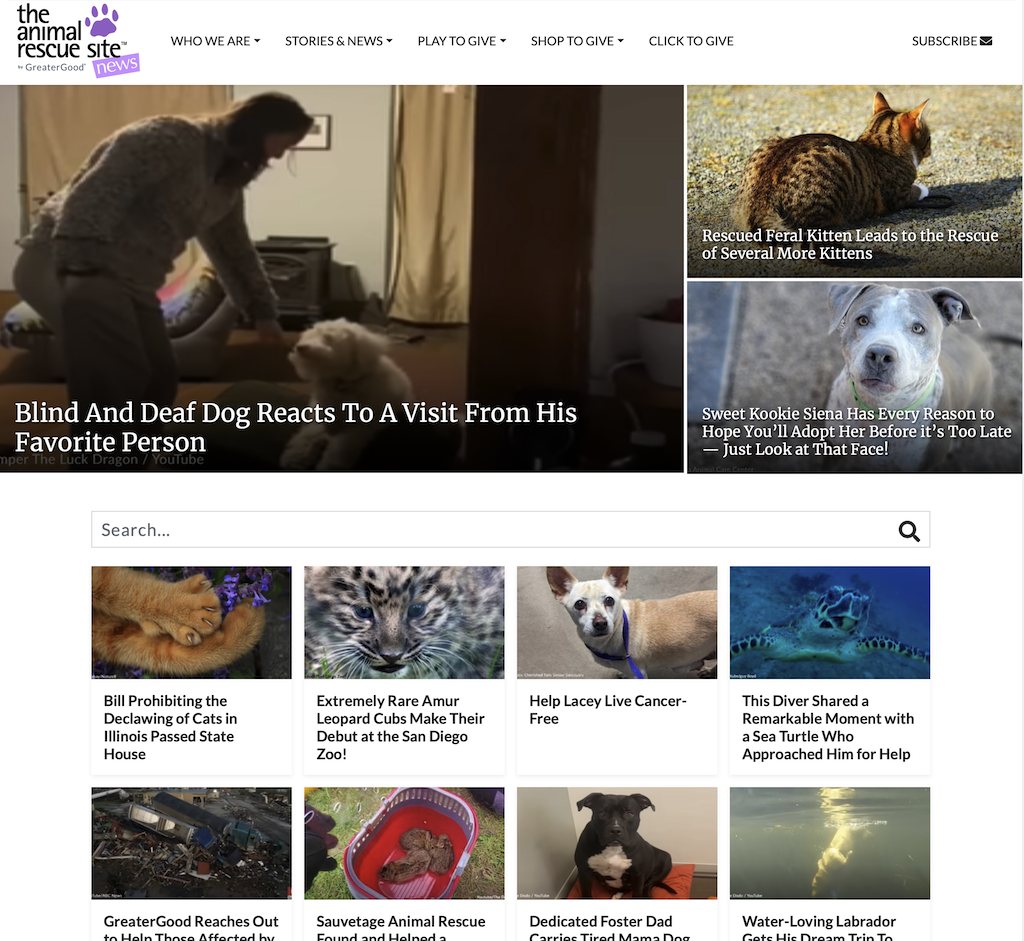 the
animal
rescue site™
by GreaterGood®
news
WHO WE ARE
STORIES & NEWS
PLAY TO GIVE
SHOP TO GIVE
CLICK TO GIVE
SUBSCRIBE
Blind And Deaf Dog Reacts To A Visit From His
Favorite Person
The Luck Dragon / YouTube
Rescued Feral Kitten Leads to the Rescue
of Several More Kittens
Sweet Kookie Siena Has Every Reason to
Hope You’ll Adopt Her Before it’s Too Late
— Just Look at That Face!
Search...
Bill Prohibiting the
Declawing of Cats in
Illinois Passed State
House
Extremely Rare Amur
Leopard Cubs Make Their
Debut at the San Diego
Zoo!
Help Lacey Live Cancer-
Free
This Diver Shared a
Remarkable Moment with
a Sea Turtle Who
Approached Him for Help
GreaterGood Reaches Out
to Help Those Affected by
Sauvetage Animal Rescue
Found and Helped a
Dedicated Foster Dad
Carries Tired Mama Dog
Water-Loving Labrador
Gets His Dream Trip To